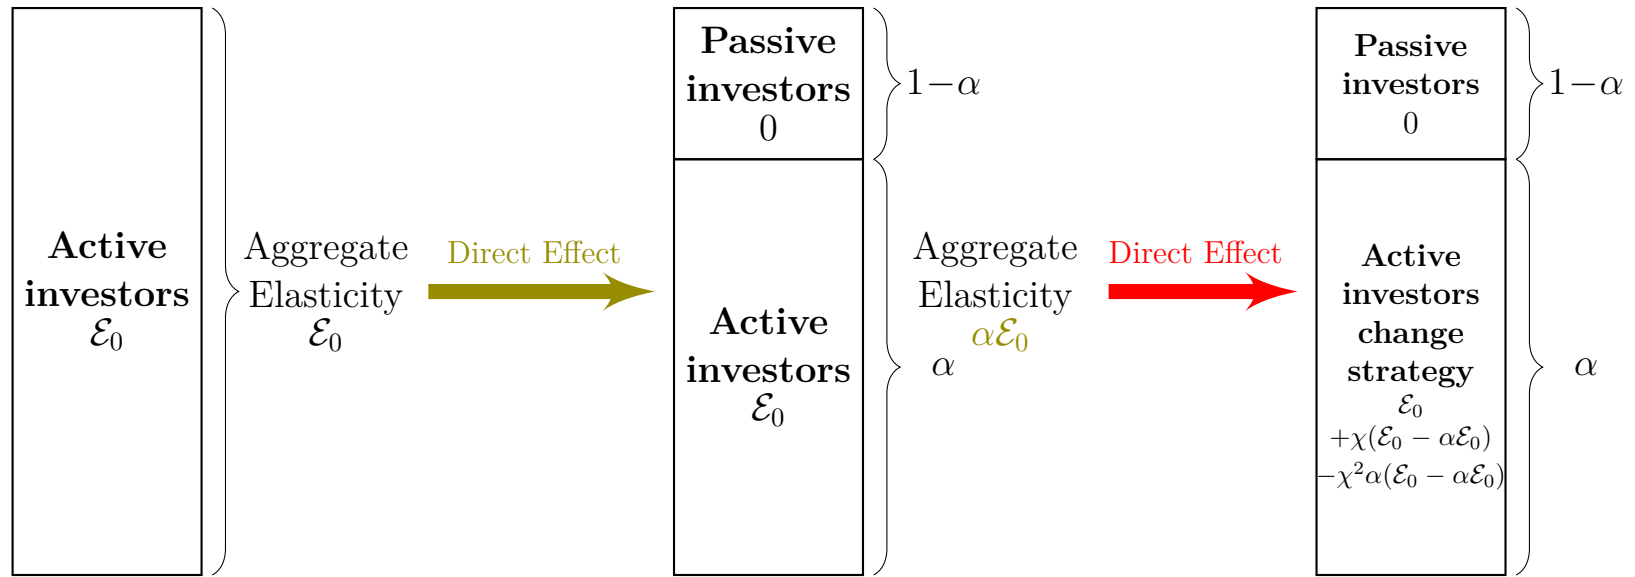 Active
investors
ℰ₀
Aggregate
Elasticity
ℰ₀
Direct Effect
Passive
investors
0
1−α
Active
investors
ℰ₀
α
Aggregate
Elasticity
αℰ₀
Direct Effect
Passive
investors
0
1−α
Active
investors
change
strategy
ℰ₀
+χ(ℰ₀ − αℰ₀)
−χ²α(ℰ₀ − αℰ₀)
α